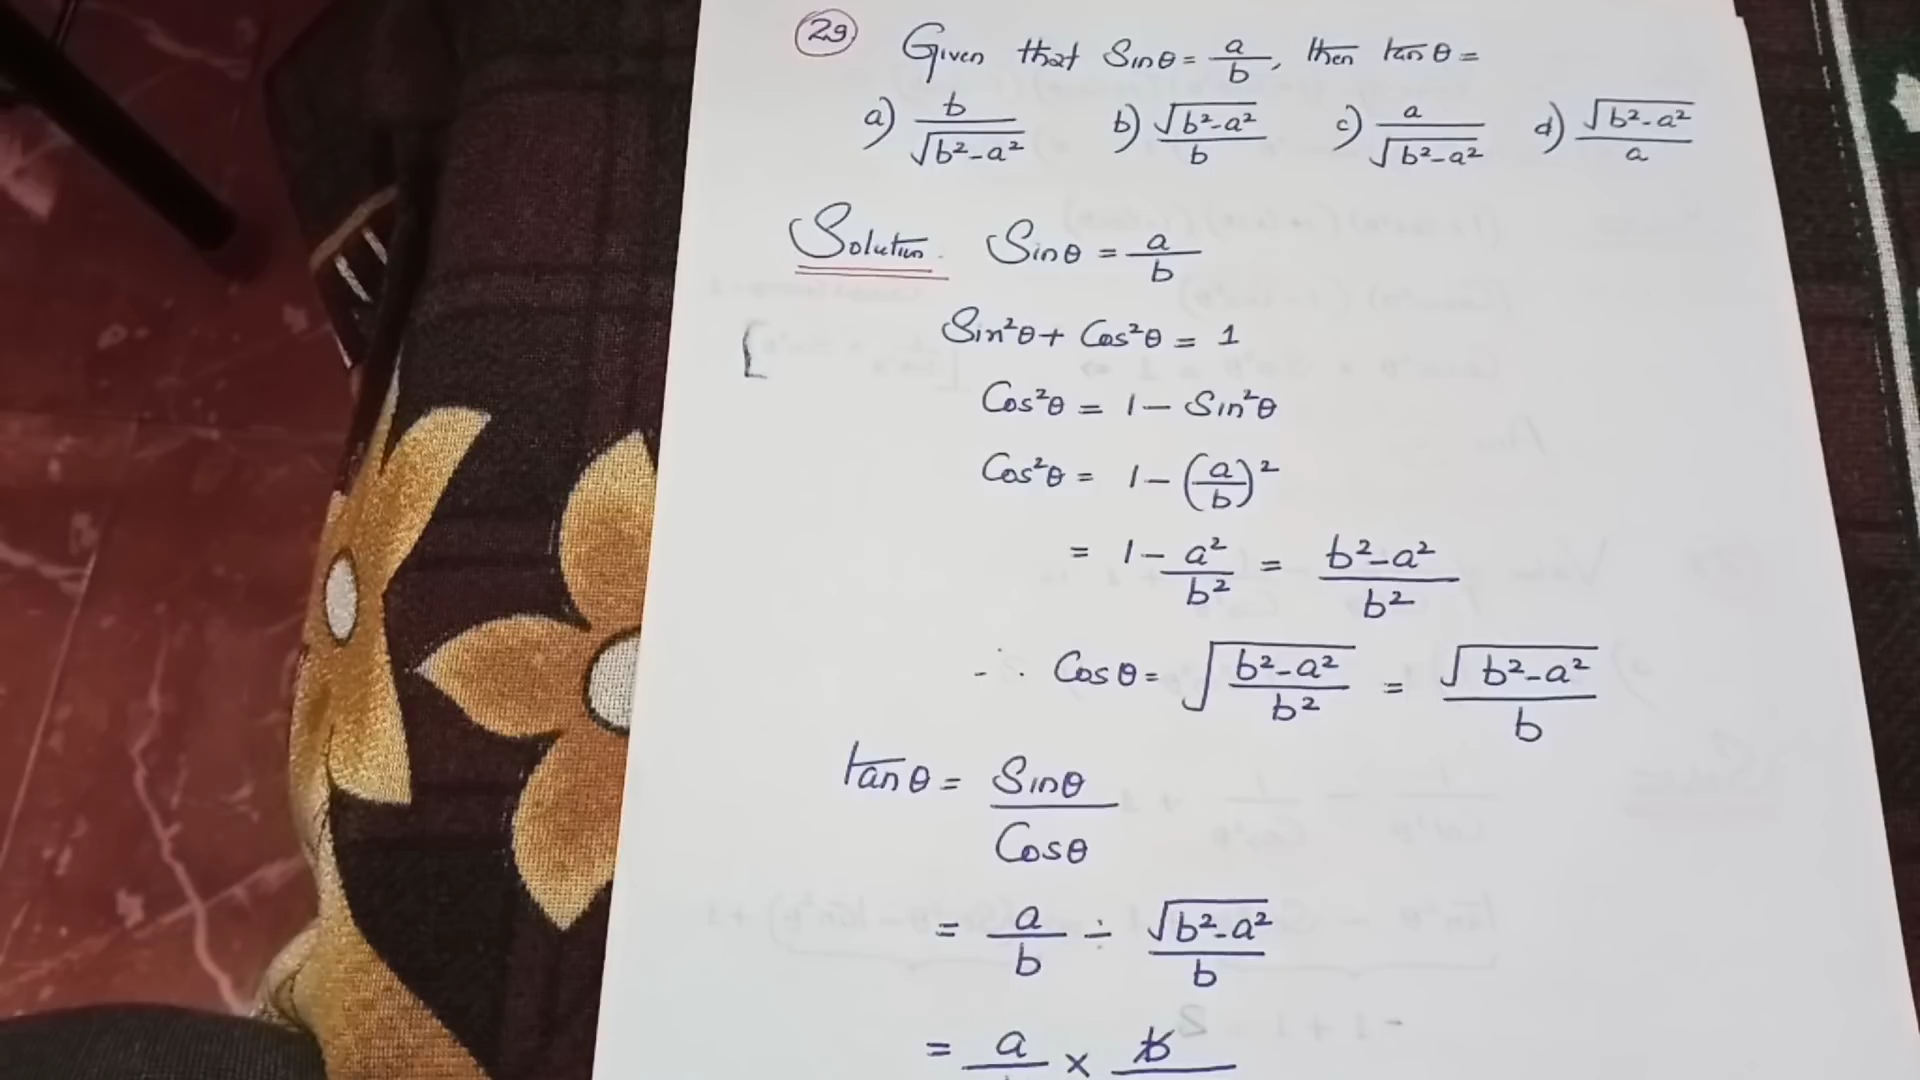 29 Given that Sinθ = a/b, then tanθ =
a) b/√(b²-a²) b) √(b²-a²)/b c) a/√(b²-a²) d) √(b²-a²)/a
Solution. Sinθ = a/b
[ Sin²θ + Cos²θ = 1
Cos²θ = 1 - Sin²θ
Cos²θ = 1 - (a/b)²
= 1 - a²/b² = (b²-a²)/b²
∴ Cosθ = √((b²-a²)/b²) = √(b²-a²)/b
tanθ = Sinθ/Cosθ
= a/b ÷ √(b²-a²)/b
= a × b